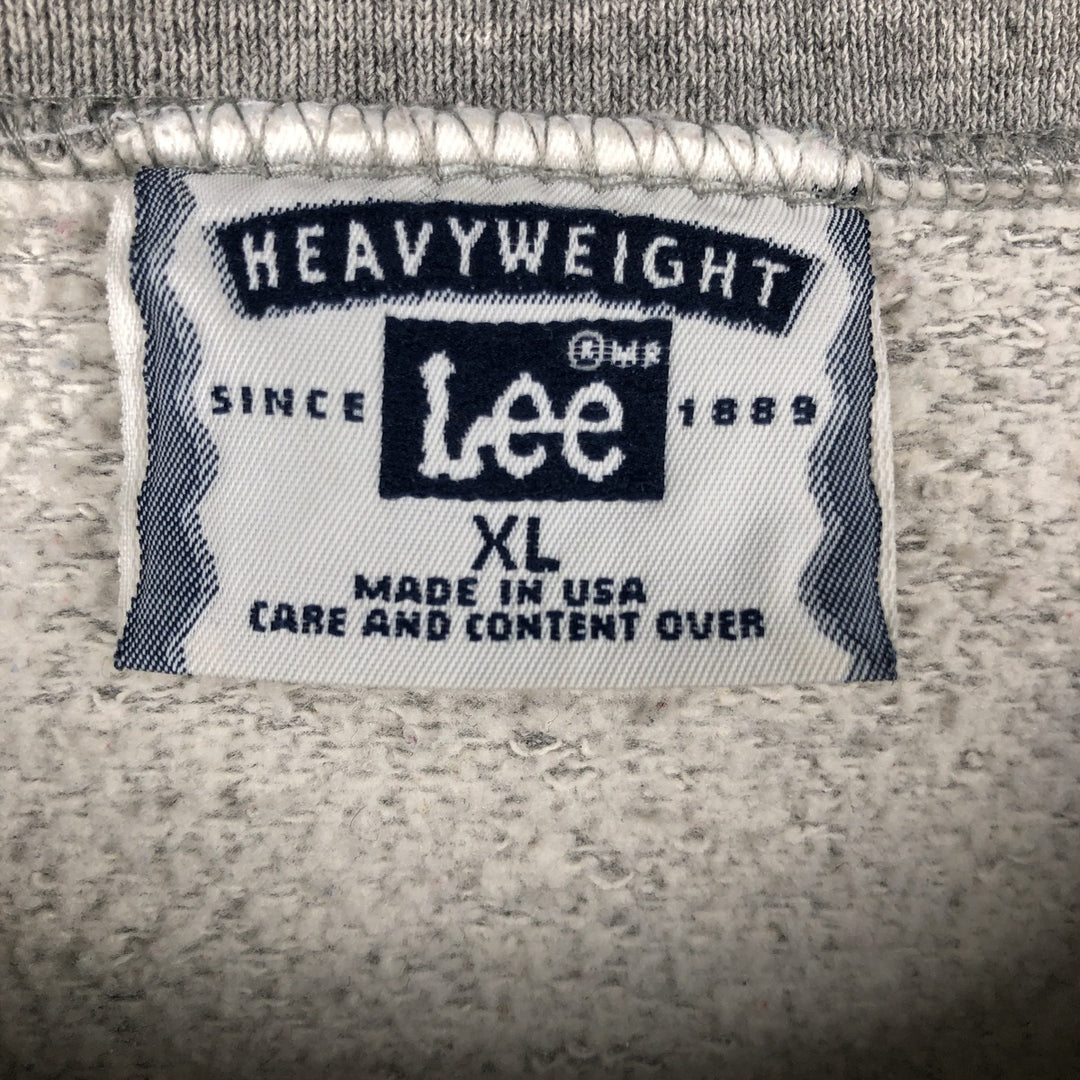 HEAVYWEIGHT
® MR
SINCE Lee 1889
XL
MADE IN USA
CARE AND CONTENT OVER